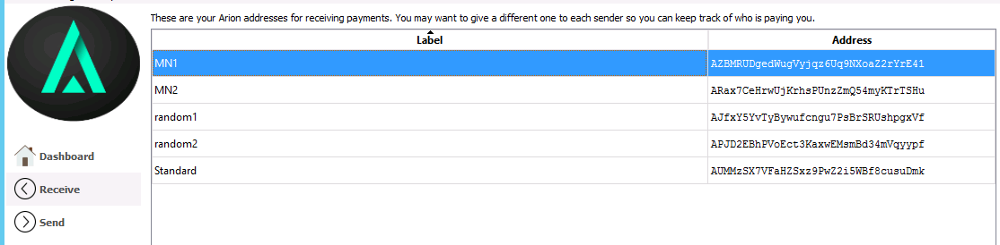 These are your Arion addresses for receiving payments. You may want to give a different one to each sender so you can keep track of who is paying you.
Label Address
MN1 AZBMRUDgedWugVyjqz6Uq9NXoaZ2rYrE41
MN2 ARax7CeHrwUjKrhsPUnzZmQ54myKTrTSHu
random1 AJfxY5YvTyBywufcngu7PsBrSRUshpgxVf
random2 APJD2EBhPVoEct3KaxwEMsmBd34mVqyypf
Standard AUMMzSX7VFaHZSxz9PwZ2i5WBf8cusuDmk
Dashboard
Receive
Send